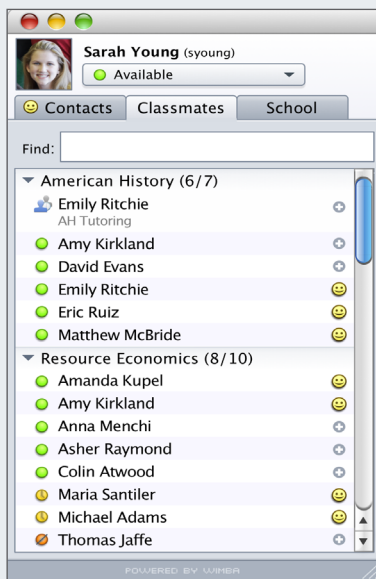 Sarah Young (syoung)
Available
Contacts Classmates School
Find:
American History (6/7)
Emily Ritchie
AH Tutoring
Amy Kirkland
David Evans
Emily Ritchie
Eric Ruiz
Matthew McBride
Resource Economics (8/10)
Amanda Kupel
Amy Kirkland
Anna Menchi
Asher Raymond
Colin Atwood
Maria Santiler
Michael Adams
Thomas Jaffe
POWERED BY WIMBA